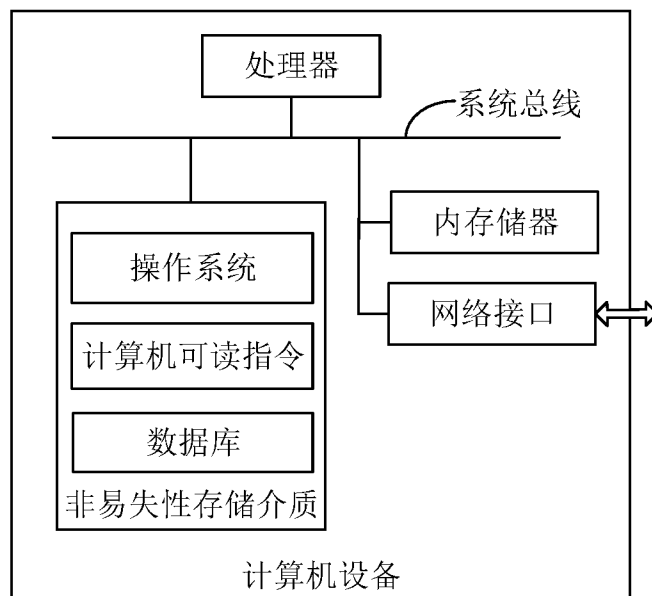 处理器
系统总线
内存储器
操作系统
网络接口
计算机可读指令
数据库
非易失性存储介质
计算机设备